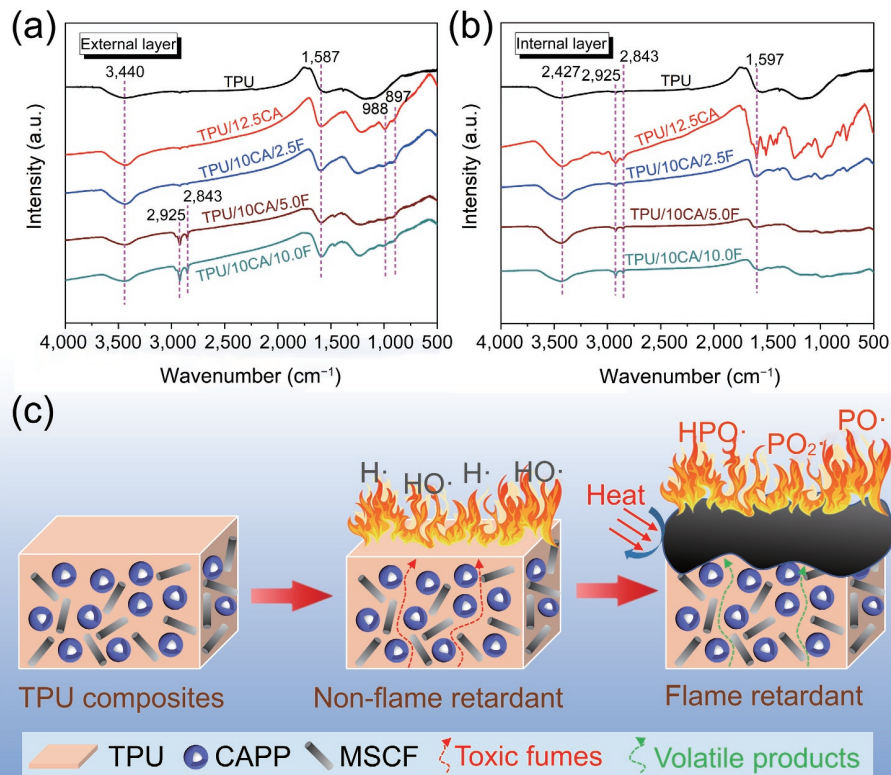 (a)
External layer
3,440
1,587
TPU
988
897
TPU/12.5CA
TPU/10CA/2.5F
2,925
2,843
TPU/10CA/5.0F
TPU/10CA/10.0F
Intensity (a.u.)
4,000 3,500 3,000 2,500 2,000 1,500 1,000 500
Wavenumber (cm⁻¹)
(b)
Internal layer
2,427
2,925
2,843
1,597
TPU
TPU/12.5CA
TPU/10CA/2.5F
TPU/10CA/5.0F
TPU/10CA/10.0F
Intensity (a.u.)
4,000 3,500 3,000 2,500 2,000 1,500 1,000 500
Wavenumber (cm⁻¹)
(c)
H· HO· H· HO·
HPO· PO₂· PO·
Heat
TPU composites
Non-flame retardant
Flame retardant
TPU CAPP MSCF Toxic fumes Volatile products